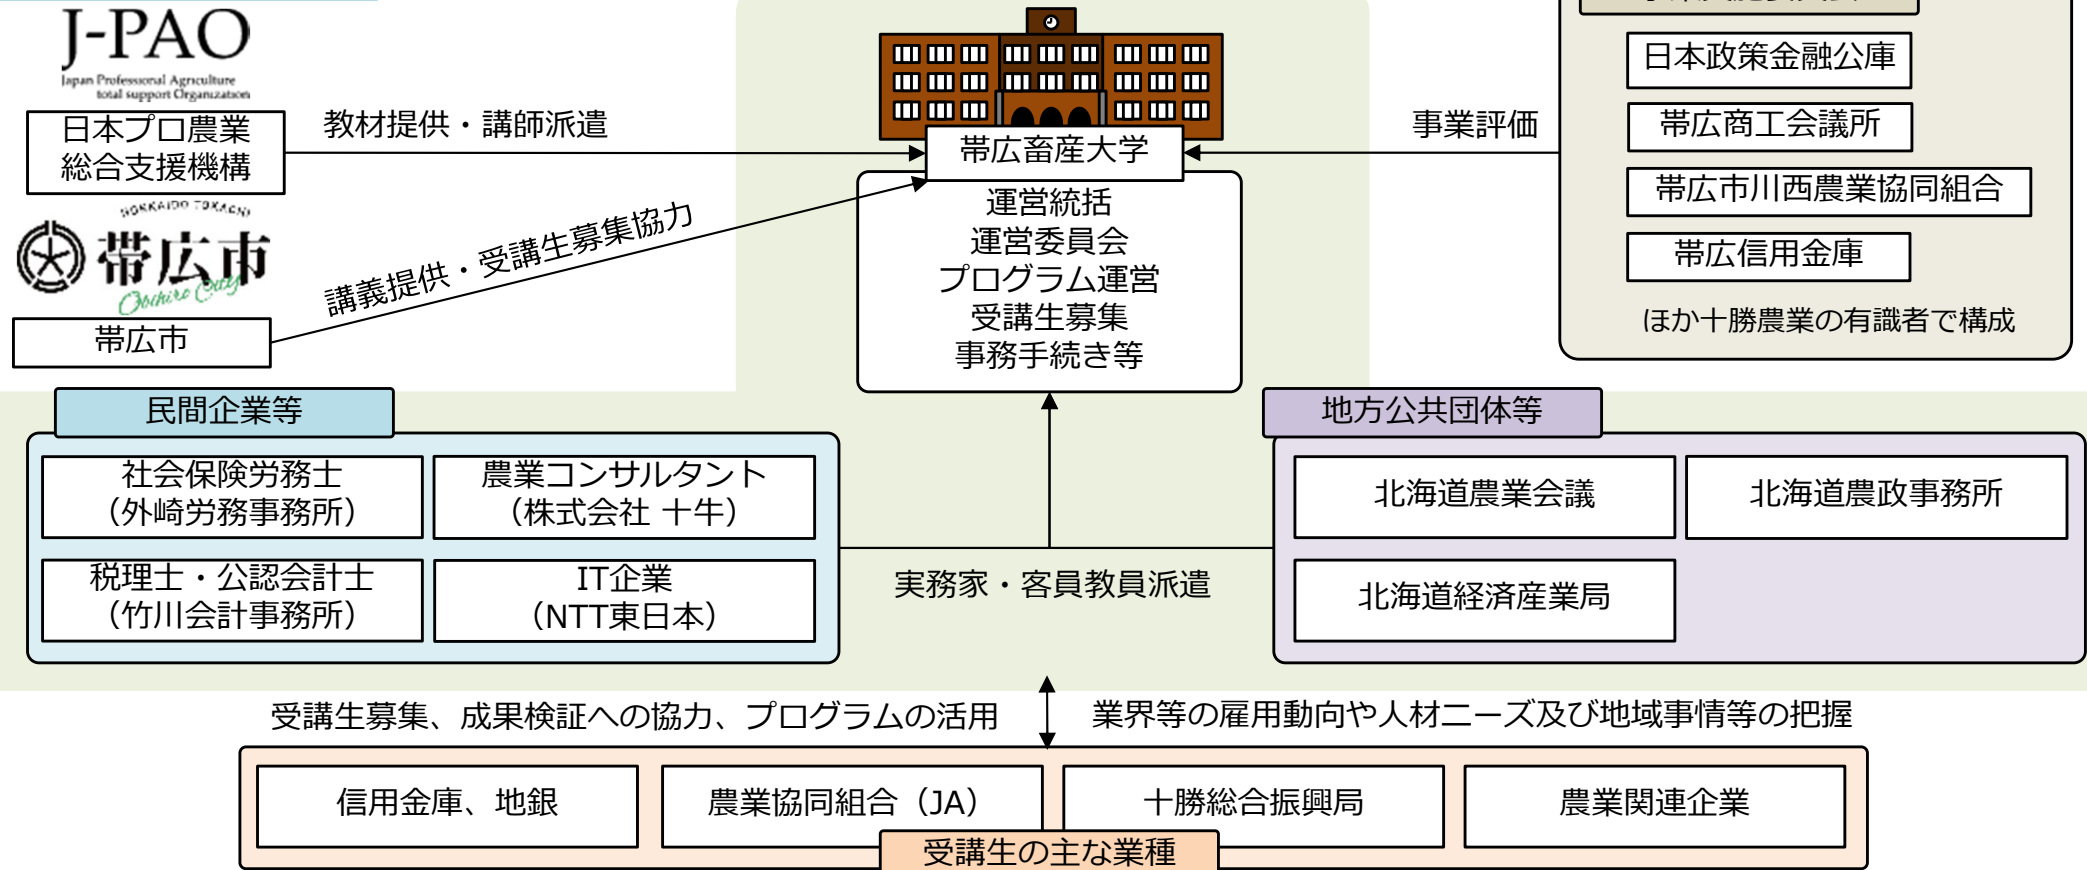 J-PAO
Japan Professional Agriculture
total support Organization
日本プロ農業
総合支援機構
教材提供・講師派遣
HOKKAIDO TOKACHI
帯広市
Obihiro City
帯広市
講義提供・受講生募集協力
帯広畜産大学
運営統括
運営委員会
プログラム運営
受講生募集
事務手続き等
事業評価
日本政策金融公庫
帯広商工会議所
帯広市川西農業協同組合
帯広信用金庫
ほか十勝農業の有識者で構成
民間企業等
社会保険労務士
（外崎労務事務所）
農業コンサルタント
（株式会社 十牛）
税理士・公認会計士
（竹川会計事務所）
IT企業
（NTT東日本）
実務家・客員教員派遣
地方公共団体等
北海道農業会議
北海道農政事務所
北海道経済産業局
受講生募集、成果検証への協力、プログラムの活用
業界等の雇用動向や人材ニーズ及び地域事情等の把握
信用金庫、地銀
農業協同組合（JA）
十勝総合振興局
農業関連企業
受講生の主な業種